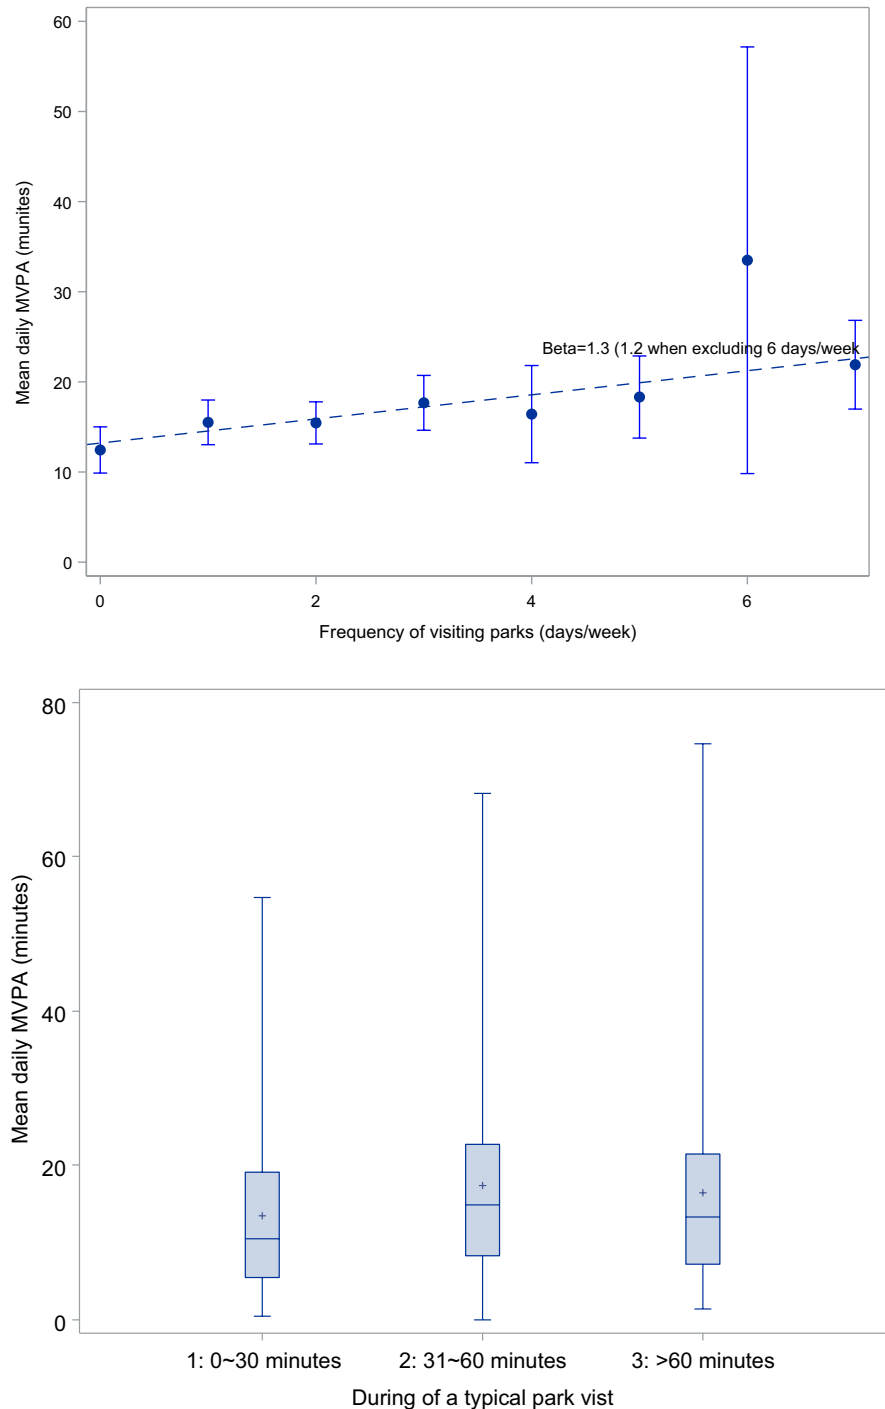 60
50
40
30
20
10
0
Mean daily MVPA (munites)
Beta=1.3 (1.2 when excluding 6 days/week
0 2 4 6
Frequency of visiting parks (days/week)
80
60
40
20
0
Mean daily MVPA (minutes)
1: 0~30 minutes 2: 31~60 minutes 3: >60 minutes
During of a typical park vist